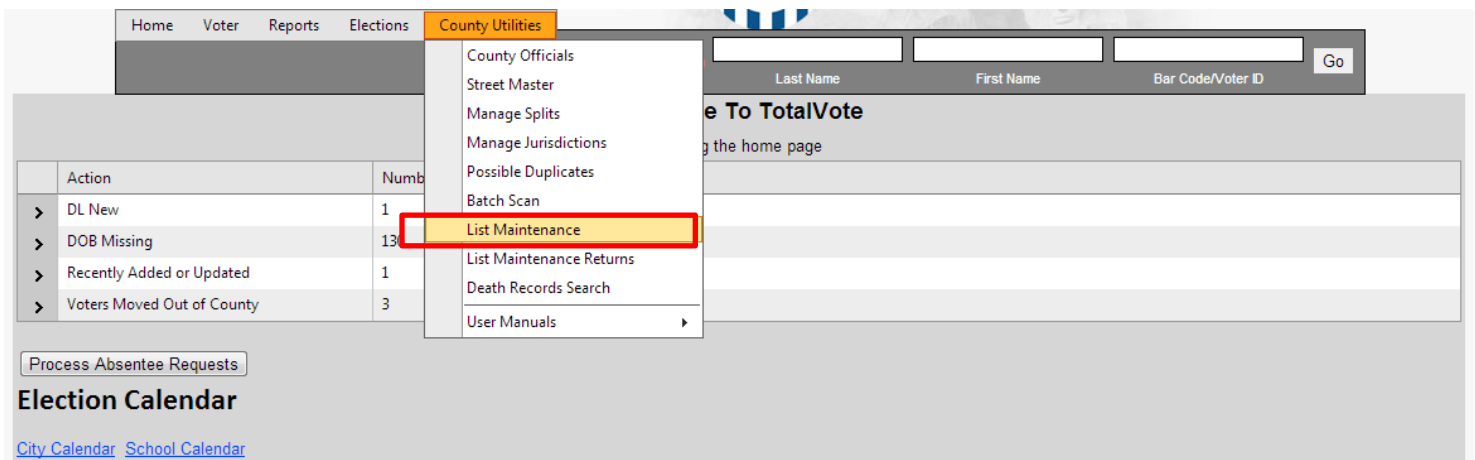 Home Voter Reports Elections County Utilities
County Officials
Street Master
Manage Splits
Manage Jurisdictions
Possible Duplicates
Batch Scan
List Maintenance
List Maintenance Returns
Death Records Search
User Manuals
Go
Last Name First Name Bar Code/Voter ID
e To TotalVote
g the home page
Action Numb
DL New 1
DOB Missing 13
Recently Added or Updated 1
Voters Moved Out of County 3
Process Absentee Requests
Election Calendar
City Calendar School Calendar